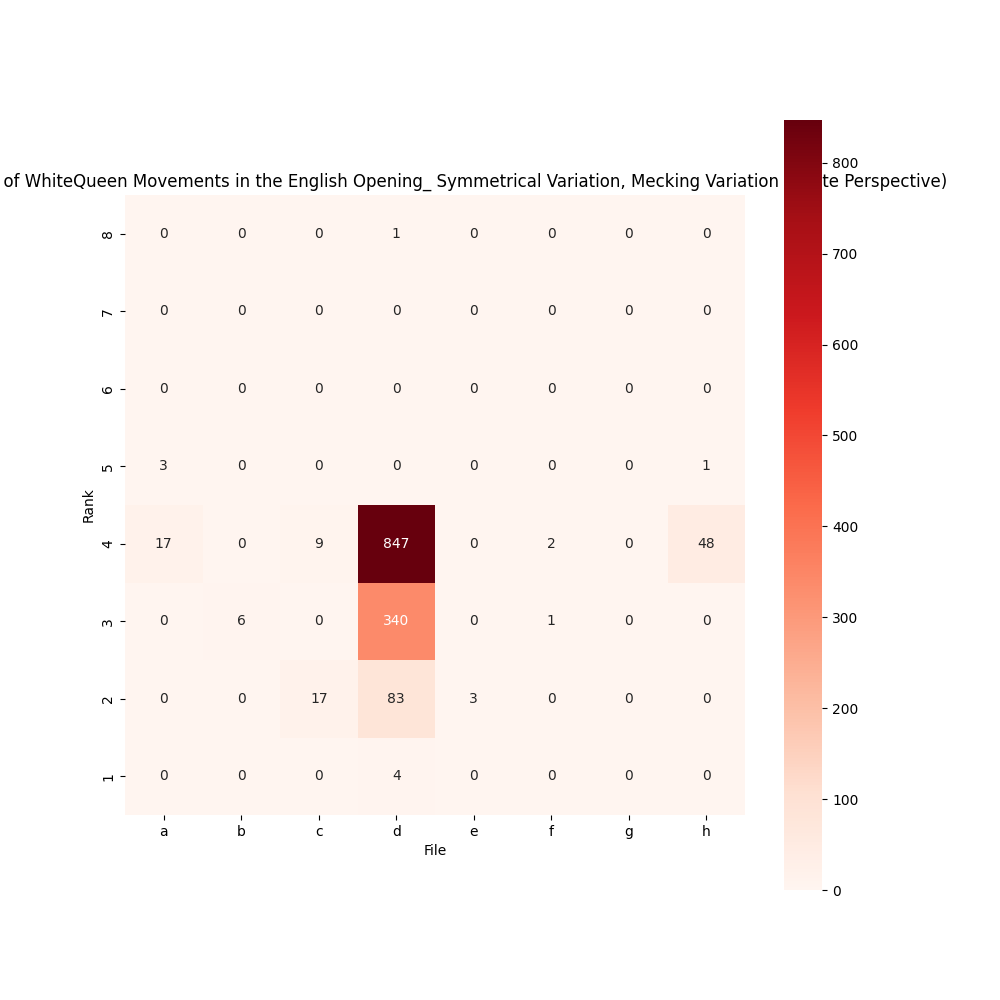 of WhiteQueen Movements in the English Opening_ Symmetrical Variation, Mecking Variation Perspective)
800
8 0 0 0 1 0 0 0 0
700
7 0 0 0 0 0 0 0 0
600
6 0 0 0 0 0 0 0 0
500
5 3 0 0 0 0 0 0 1
400
Rank
4 17 0 9 847 0 2 0 48
300
3 0 6 0 340 0 1 0 0
200
2 0 0 17 83 3 0 0 0
100
1 0 0 0 4 0 0 0 0
0
a b c d e f g h
File